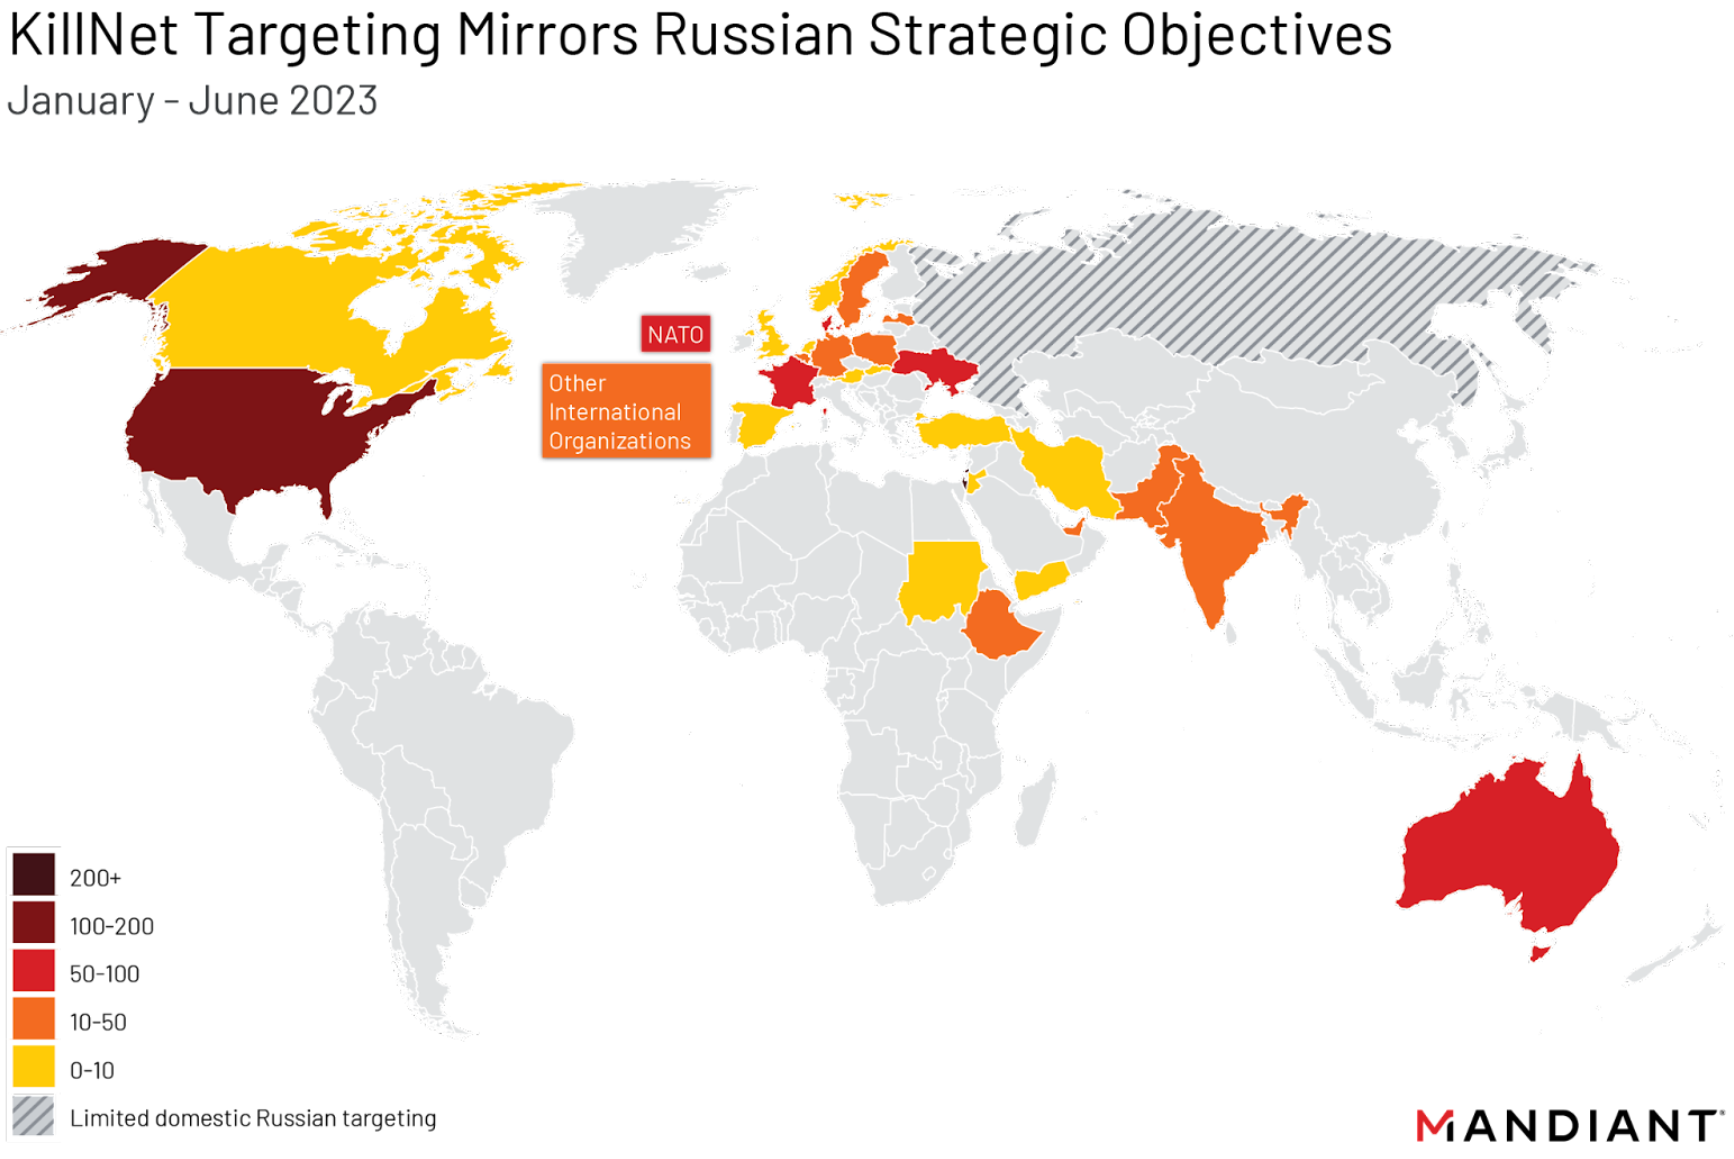 KillNet Targeting Mirrors Russian Strategic Objectives
January - June 2023
NATO
Other
International
Organizations
200+
100-200
50-100
10-50
0-10
Limited domestic Russian targeting
MANDIANT